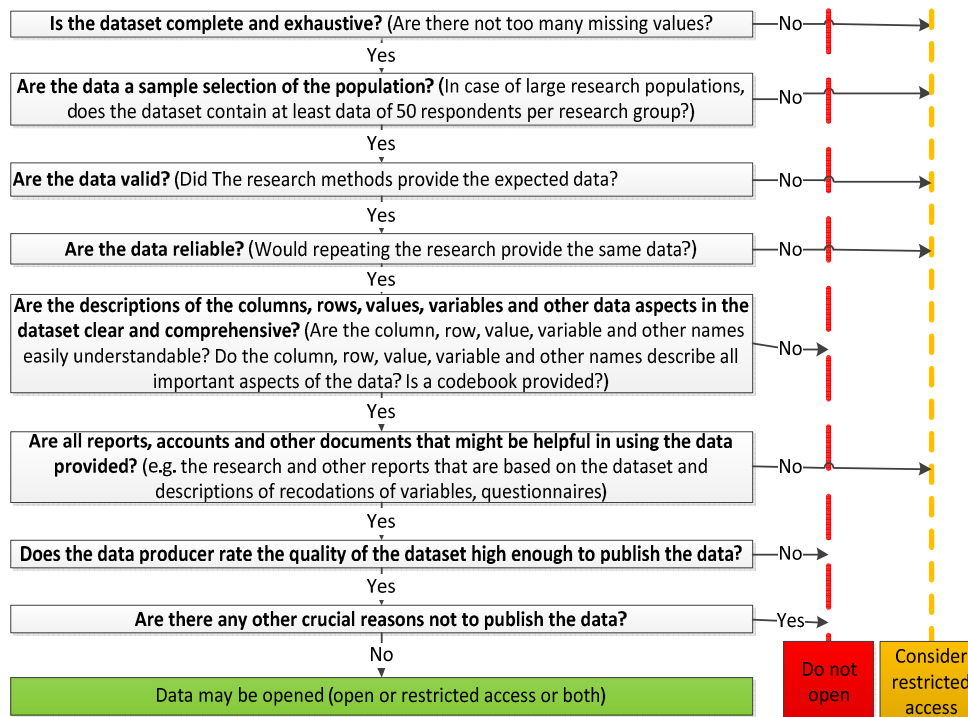 Is the dataset complete and exhaustive? (Are there not too many missing values?
No
Yes
Are the data a sample selection of the population? (In case of large research populations,
does the dataset contain at least data of 50 respondents per research group?)
No
Yes
Are the data valid? (Did The research methods provide the expected data?
No
Yes
Are the data reliable? (Would repeating the research provide the same data?)
No
Yes
Are the descriptions of the columns, rows, values, variables and other data aspects in the
dataset clear and comprehensive? (Are the column, row, value, variable and other names
easily understandable? Do the column, row, value, variable and other names describe all
important aspects of the data? Is a codebook provided?)
No
Yes
Are all reports, accounts and other documents that might be helpful in using the data
provided? (e.g. the research and other reports that are based on the dataset and
descriptions of recodations of variables, questionnaires)
No
Yes
Does the data producer rate the quality of the dataset high enough to publish the data?
No
Yes
Are there any other crucial reasons not to publish the data?
Yes
No
Data may be opened (open or restricted access or both)
Do not
open
Consider
restricted
access